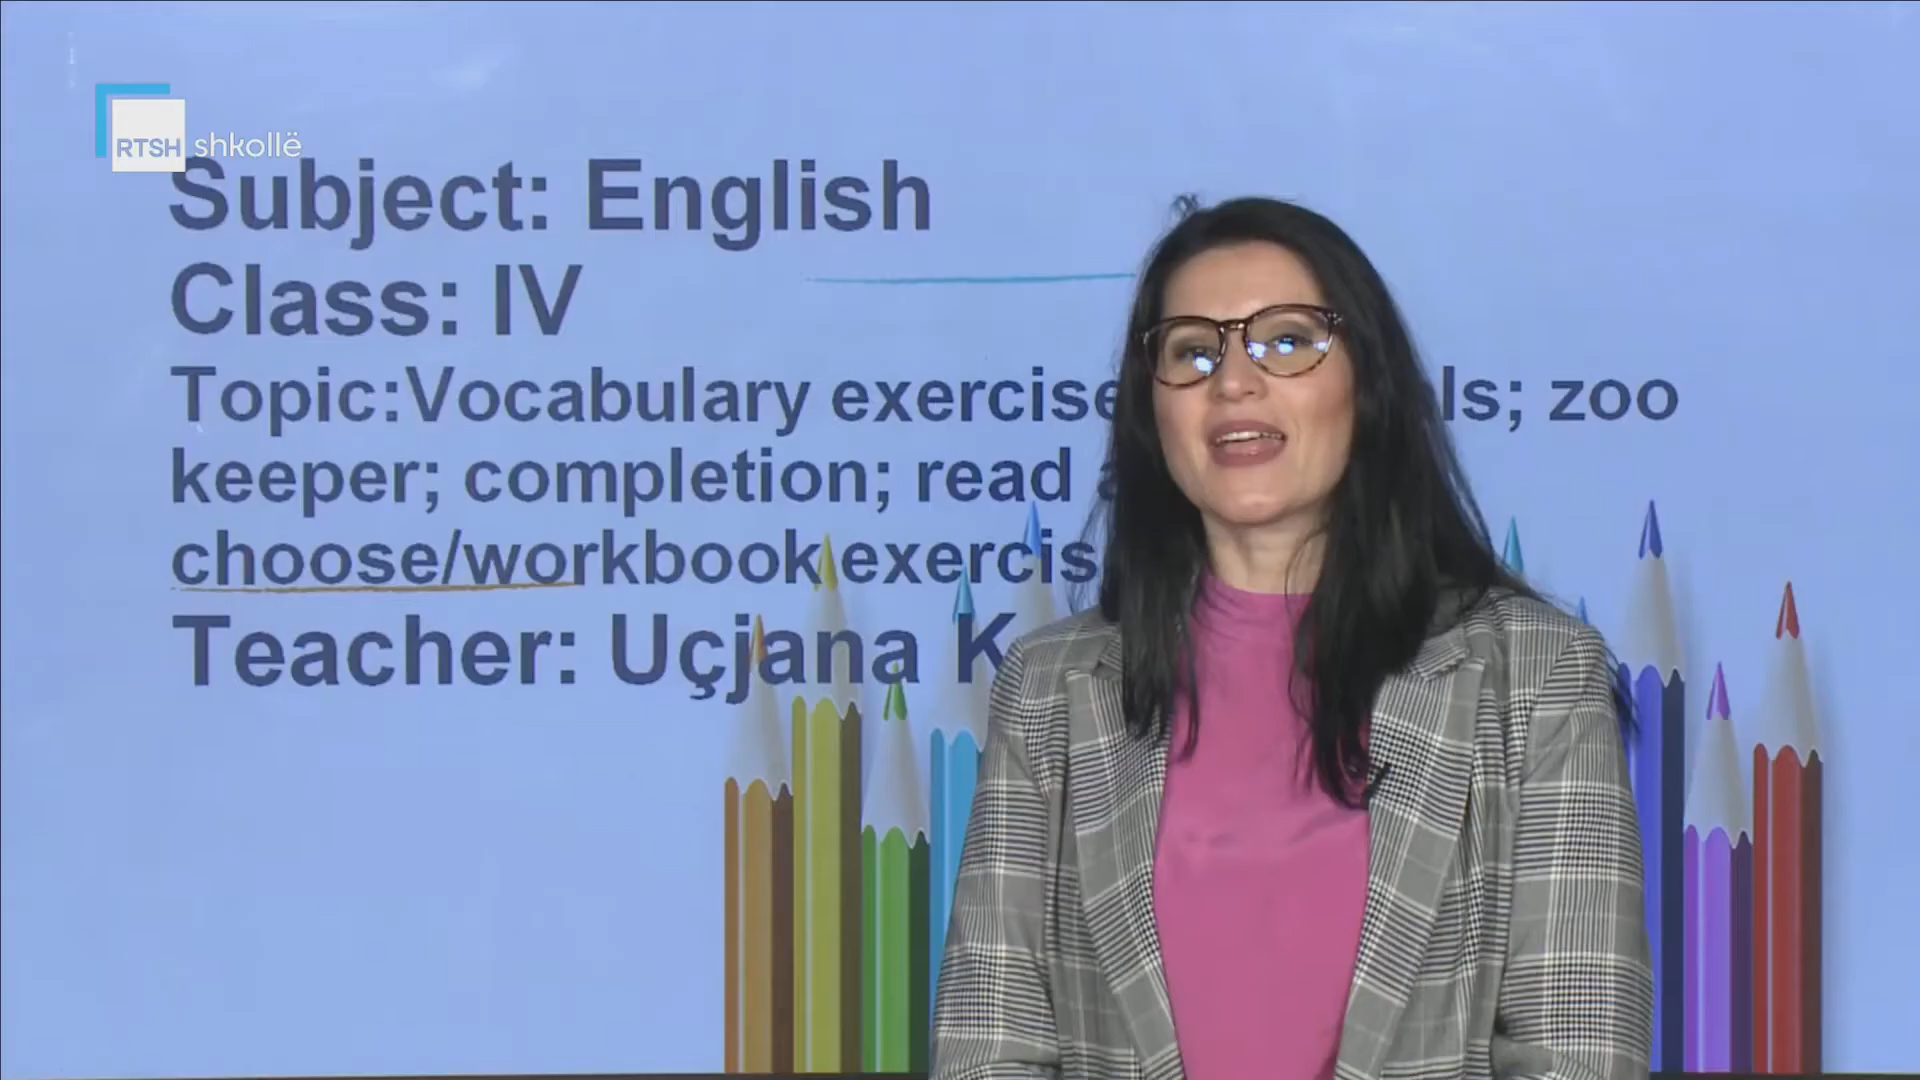 RTSH shkollë
Subject: English
Class: IV
Topic:Vocabulary exercise ls; zoo
keeper; completion; read
choose/workbook exercis
Teacher: Uçjana K